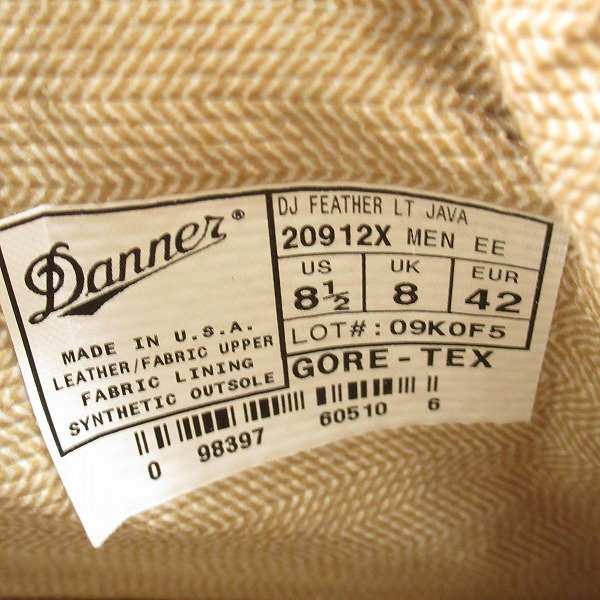 Danner®
MADE IN U.S.A.
LEATHER/FABRIC UPPER
FABRIC LINING
SYNTHETIC OUTSOLE
DJ FEATHER LT JAVA
20912X MEN EE
US UK EUR
8½ 8 42
LOT#: 09K0F5
GORE-TEX
0 98397 60510 6